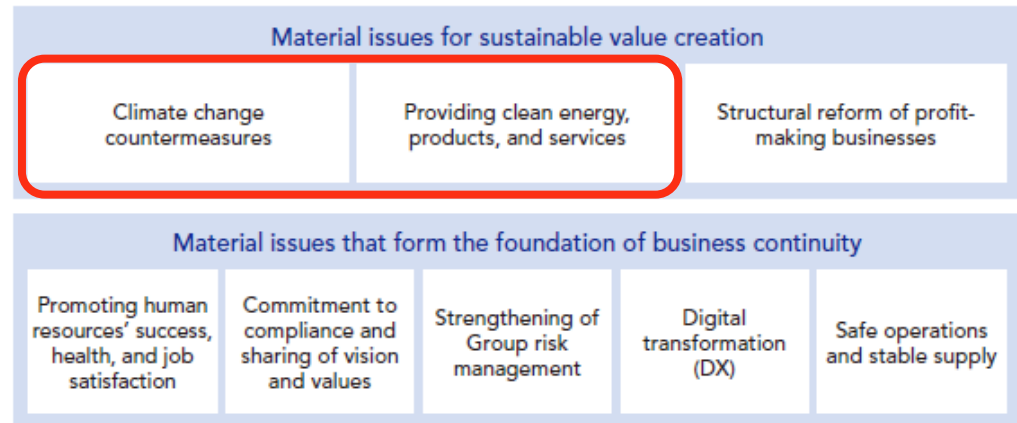 Material issues for sustainable value creation
Climate change
countermeasures
Providing clean energy,
products, and services
Structural reform of profit-
making businesses
Material issues that form the foundation of business continuity
Promoting human
resources' success,
health, and job
satisfaction
Commitment to
compliance and
sharing of vision
and values
Strengthening of
Group risk
management
Digital
transformation
(DX)
Safe operations
and stable supply